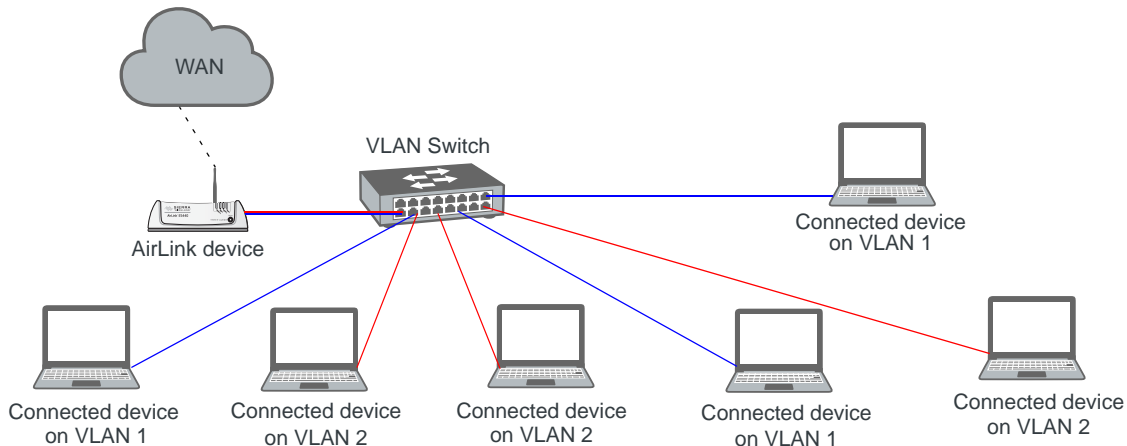 WAN
VLAN Switch
SIERRA
AirLink device
Connected device
on VLAN 1
Connected device
on VLAN 1
Connected device
on VLAN 2
Connected device
on VLAN 2
Connected device
on VLAN 1
Connected device
on VLAN 2